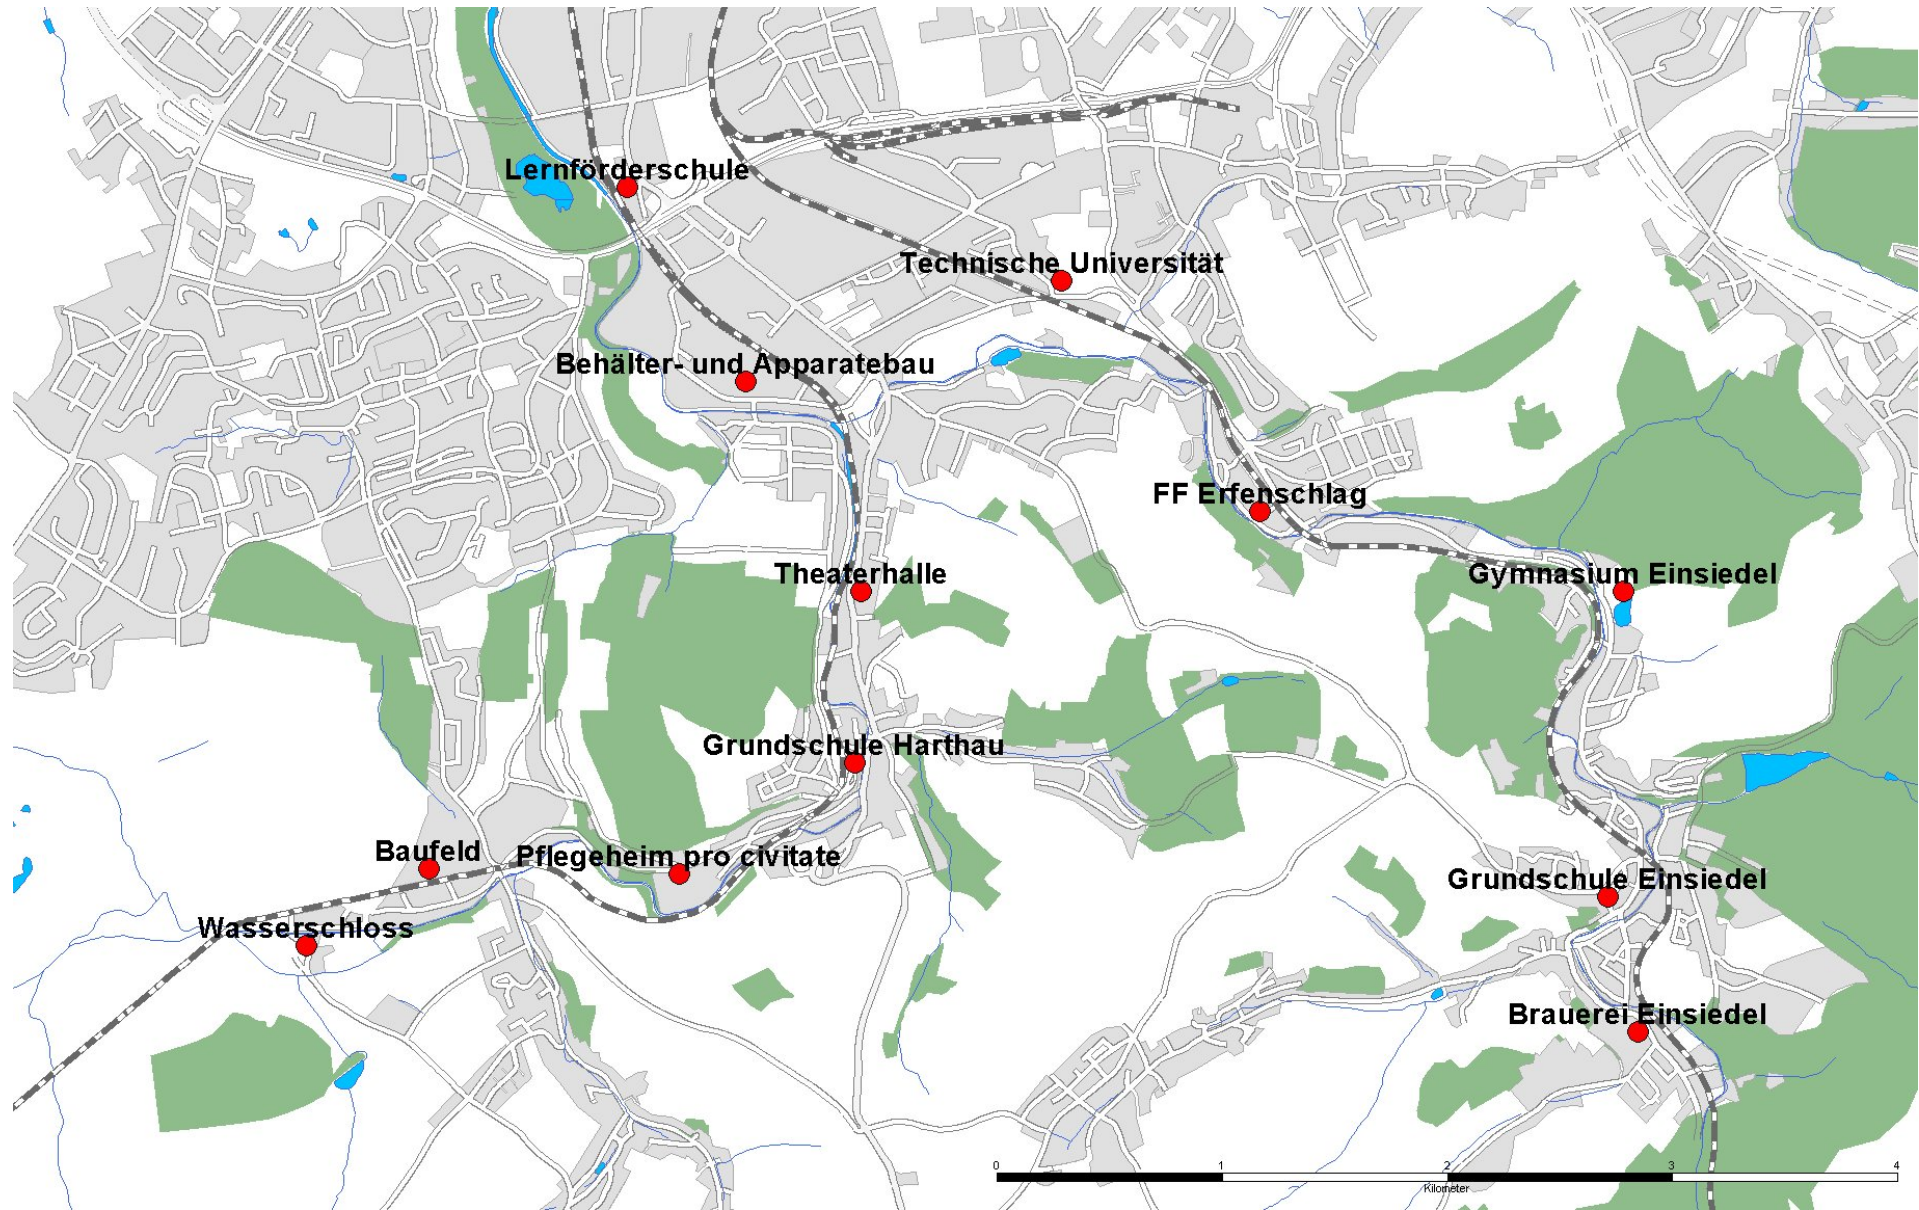 Lernförderschule
Technische Universität
Behälter- und Apparatebau
FF Erfenschlag
Theaterhalle
Gymnasium Einsiedel
Grundschule Harthau
Baufeld
Pflegeheim pro civitate
Grundschule Einsiedel
Wasserschloss
Brauerei Einsiedel
0 1 2 3 4
Kilometer